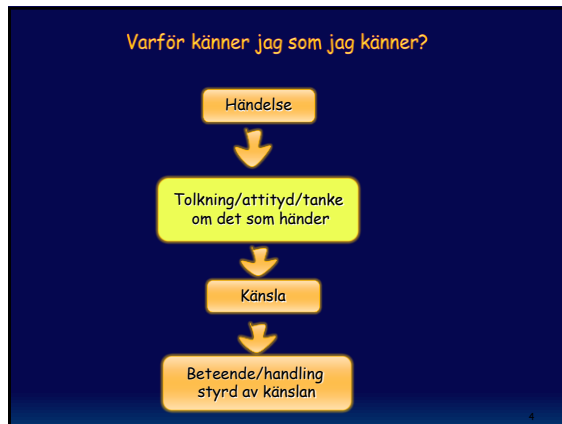 Varför känner jag som jag känner?
Händelse
Tolkning/attityd/tanke
om det som händer
Känsla
Beteende/handling
styrd av känslan
4